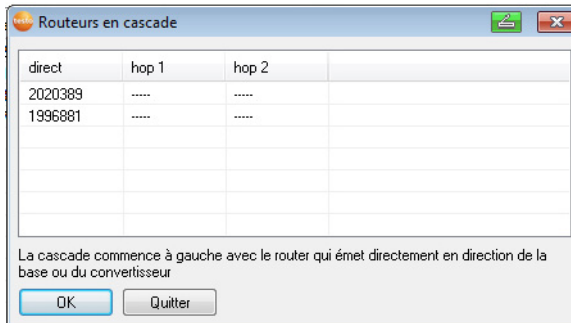 Routeurs en cascade
direct hop 1 hop 2
2020389 ----- -----
1996881 ----- -----
La cascade commence à gauche avec le router qui émet directement en direction de la
base ou du convertisseur
OK Quitter